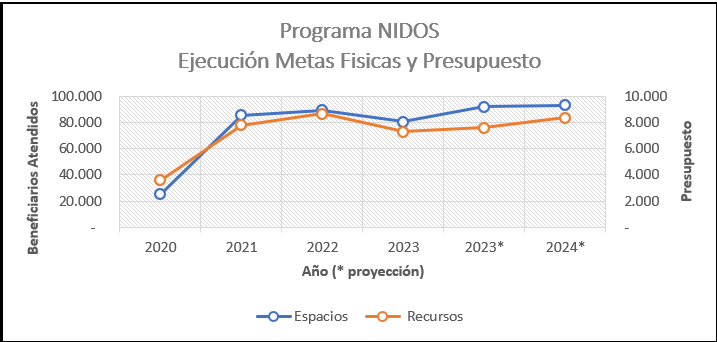 Programa NIDOS
Ejecución Metas Fisicas y Presupuesto
Beneficiarios Atendidos
100.000
80.000
60.000
40.000
20.000
-
10.000
8.000
6.000
4.000
2.000
-
Presupuesto
2020 2021 2022 2023 2023* 2024*
Año (* proyección)
Espacios Recursos